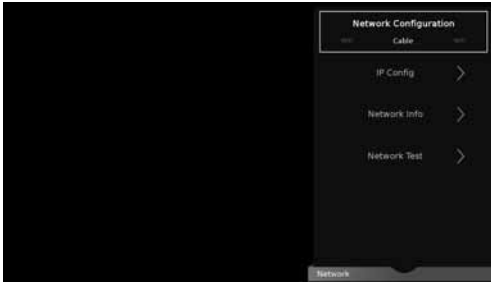 Network Configuration
Cable
IP Config
Network Info
Network Test
Network